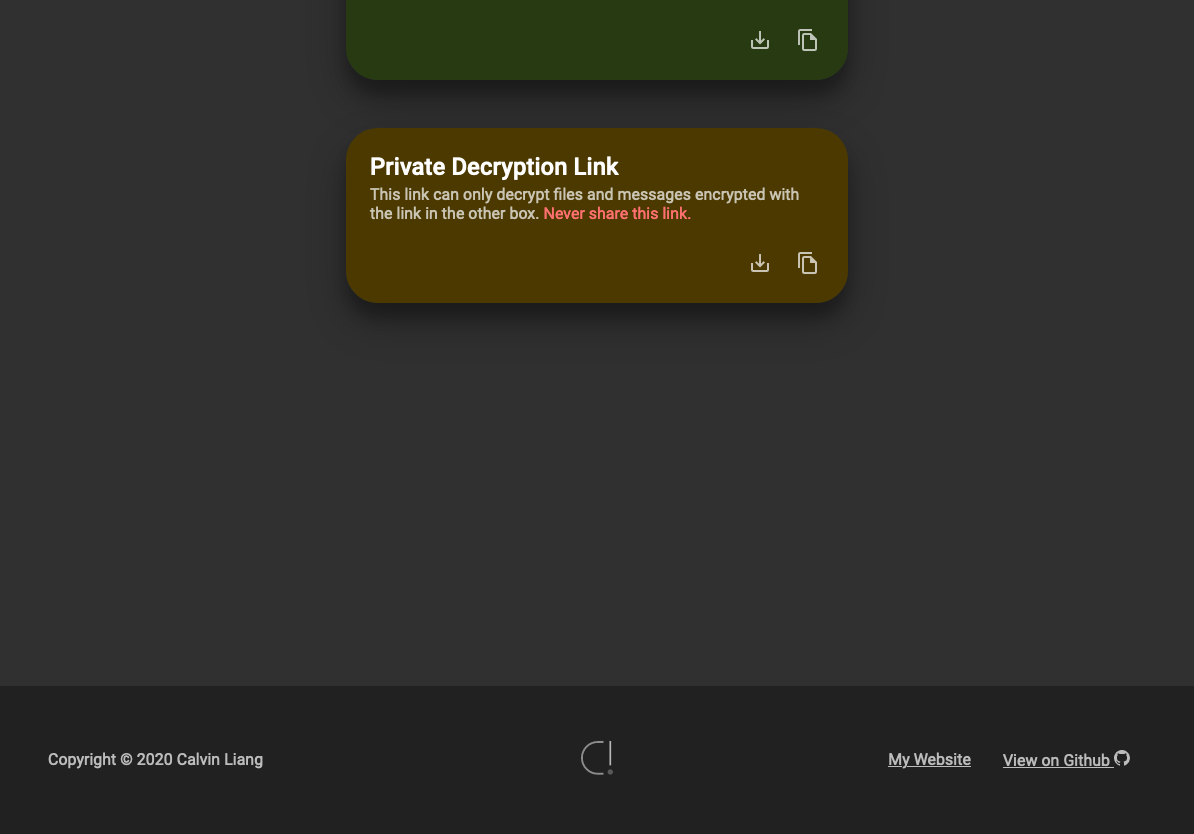 Private Decryption Link
This link can only decrypt files and messages encrypted with
the link in the other box. Never share this link.
Copyright © 2020 Calvin Liang
My Website
View on Github